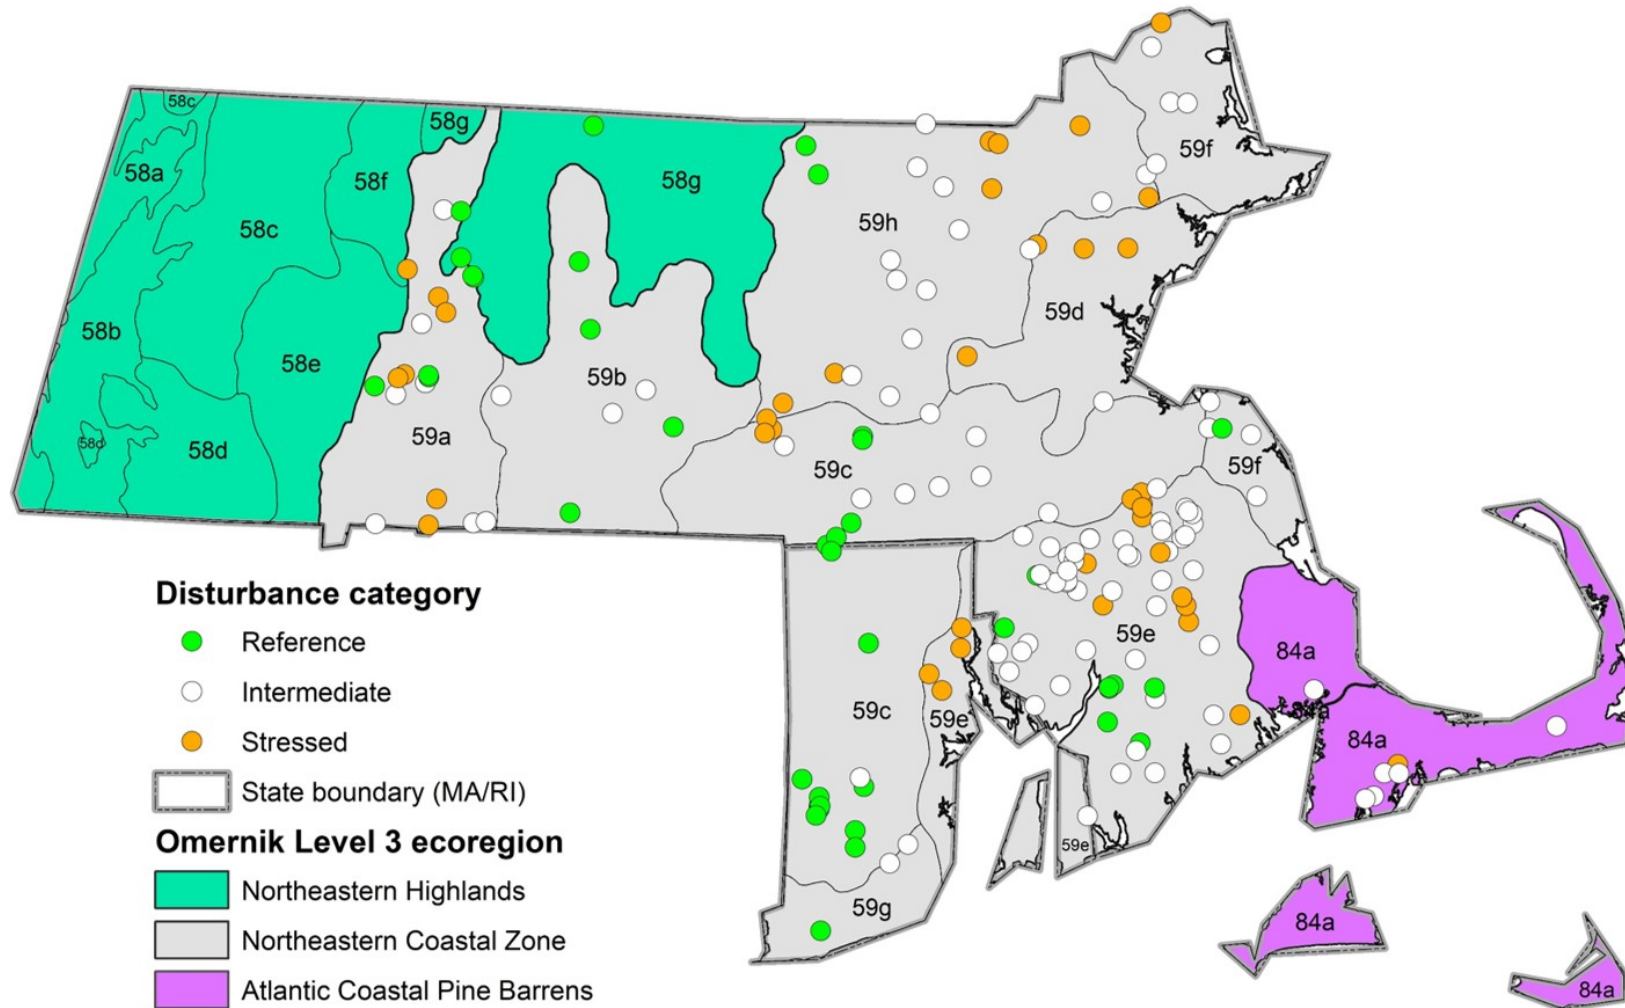 58c
58g
58a
58f
58g
59f
58c
59h
58b
59d
58e
59b
59a
58d
58d
59c
59f
Disturbance category
Reference
Intermediate
Stressed
State boundary (MA/RI)
Omernik Level 3 ecoregion
Northeastern Highlands
Northeastern Coastal Zone
Atlantic Coastal Pine Barrens
59e
84a
59c
59e
84a
84a
59e
59g
84a
84a